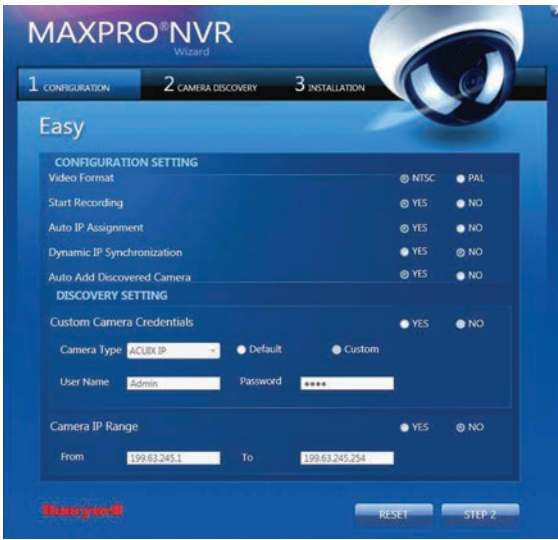 MAXPRO®NVR
Wizard
1 CONFIGURATION 2 CAMERA DISCOVERY 3 INSTALLATION
Easy
CONFIGURATION SETTING
Video Format NTSC PAL
Start Recording YES NO
Auto IP Assignment YES NO
Dynamic IP Synchronization YES NO
Auto Add Discovered Camera YES NO
DISCOVERY SETTING
Custom Camera Credentials YES NO
Camera Type ACUIX IP Default Custom
User Name Admin Password ****
Camera IP Range YES NO
From 199.63.245.1 To 199.63.245.254
Honeywell RESET STEP 2